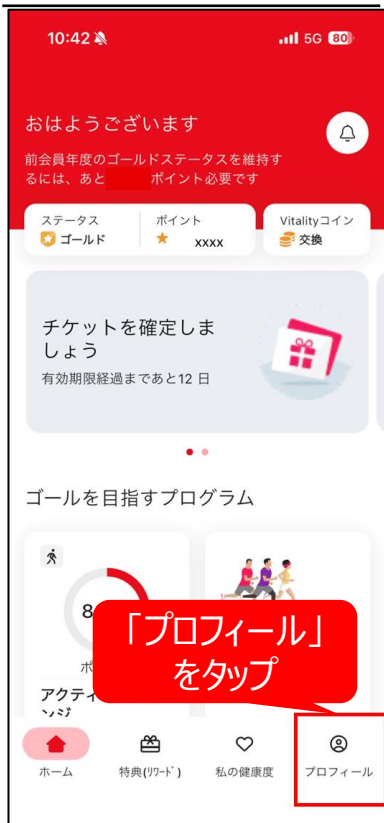 10:42
5G 80
おはようございます
前会員年度のゴールドステータスを維持す
るには、あと ポイント必要です
ステータス
ゴールド
ポイント
xxxx
Vitalityコイン
交換
チケットを確定しま
しょう
有効期限経過まであと12 日
ゴールを目指すプログラム
8
ポ
アクティ
ンジ
「プロフィール」
をタップ
ホーム
特典(ﾘﾜｰﾄﾞ)
私の健康度
プロフィール